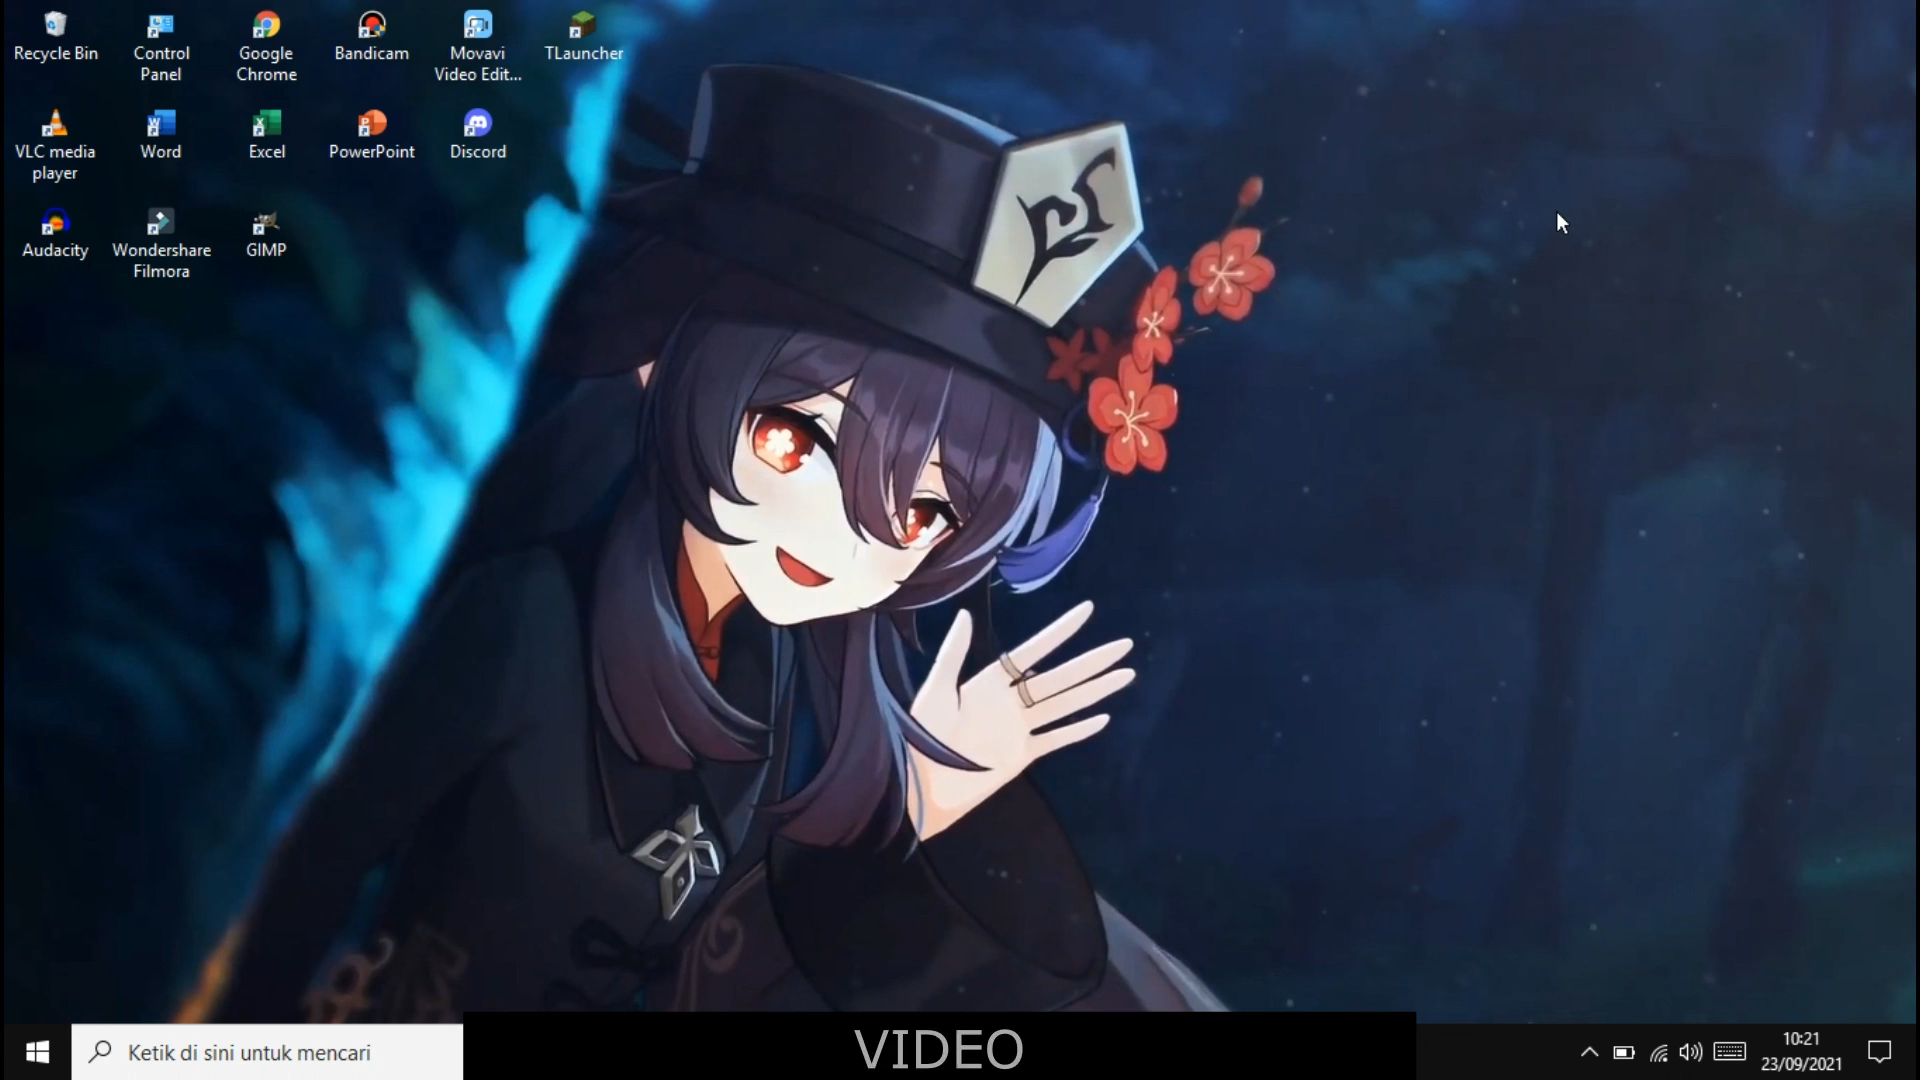 Recycle Bin
Control
Panel
Google
Chrome
Bandicam
Movavi
Video Edit...
TLauncher
VLC media
player
Word
Excel
PowerPoint
Discord
Audacity
Wondershare
Filmora
GIMP
Ketik di sini untuk mencari
VIDEO
10:21
23/09/2021